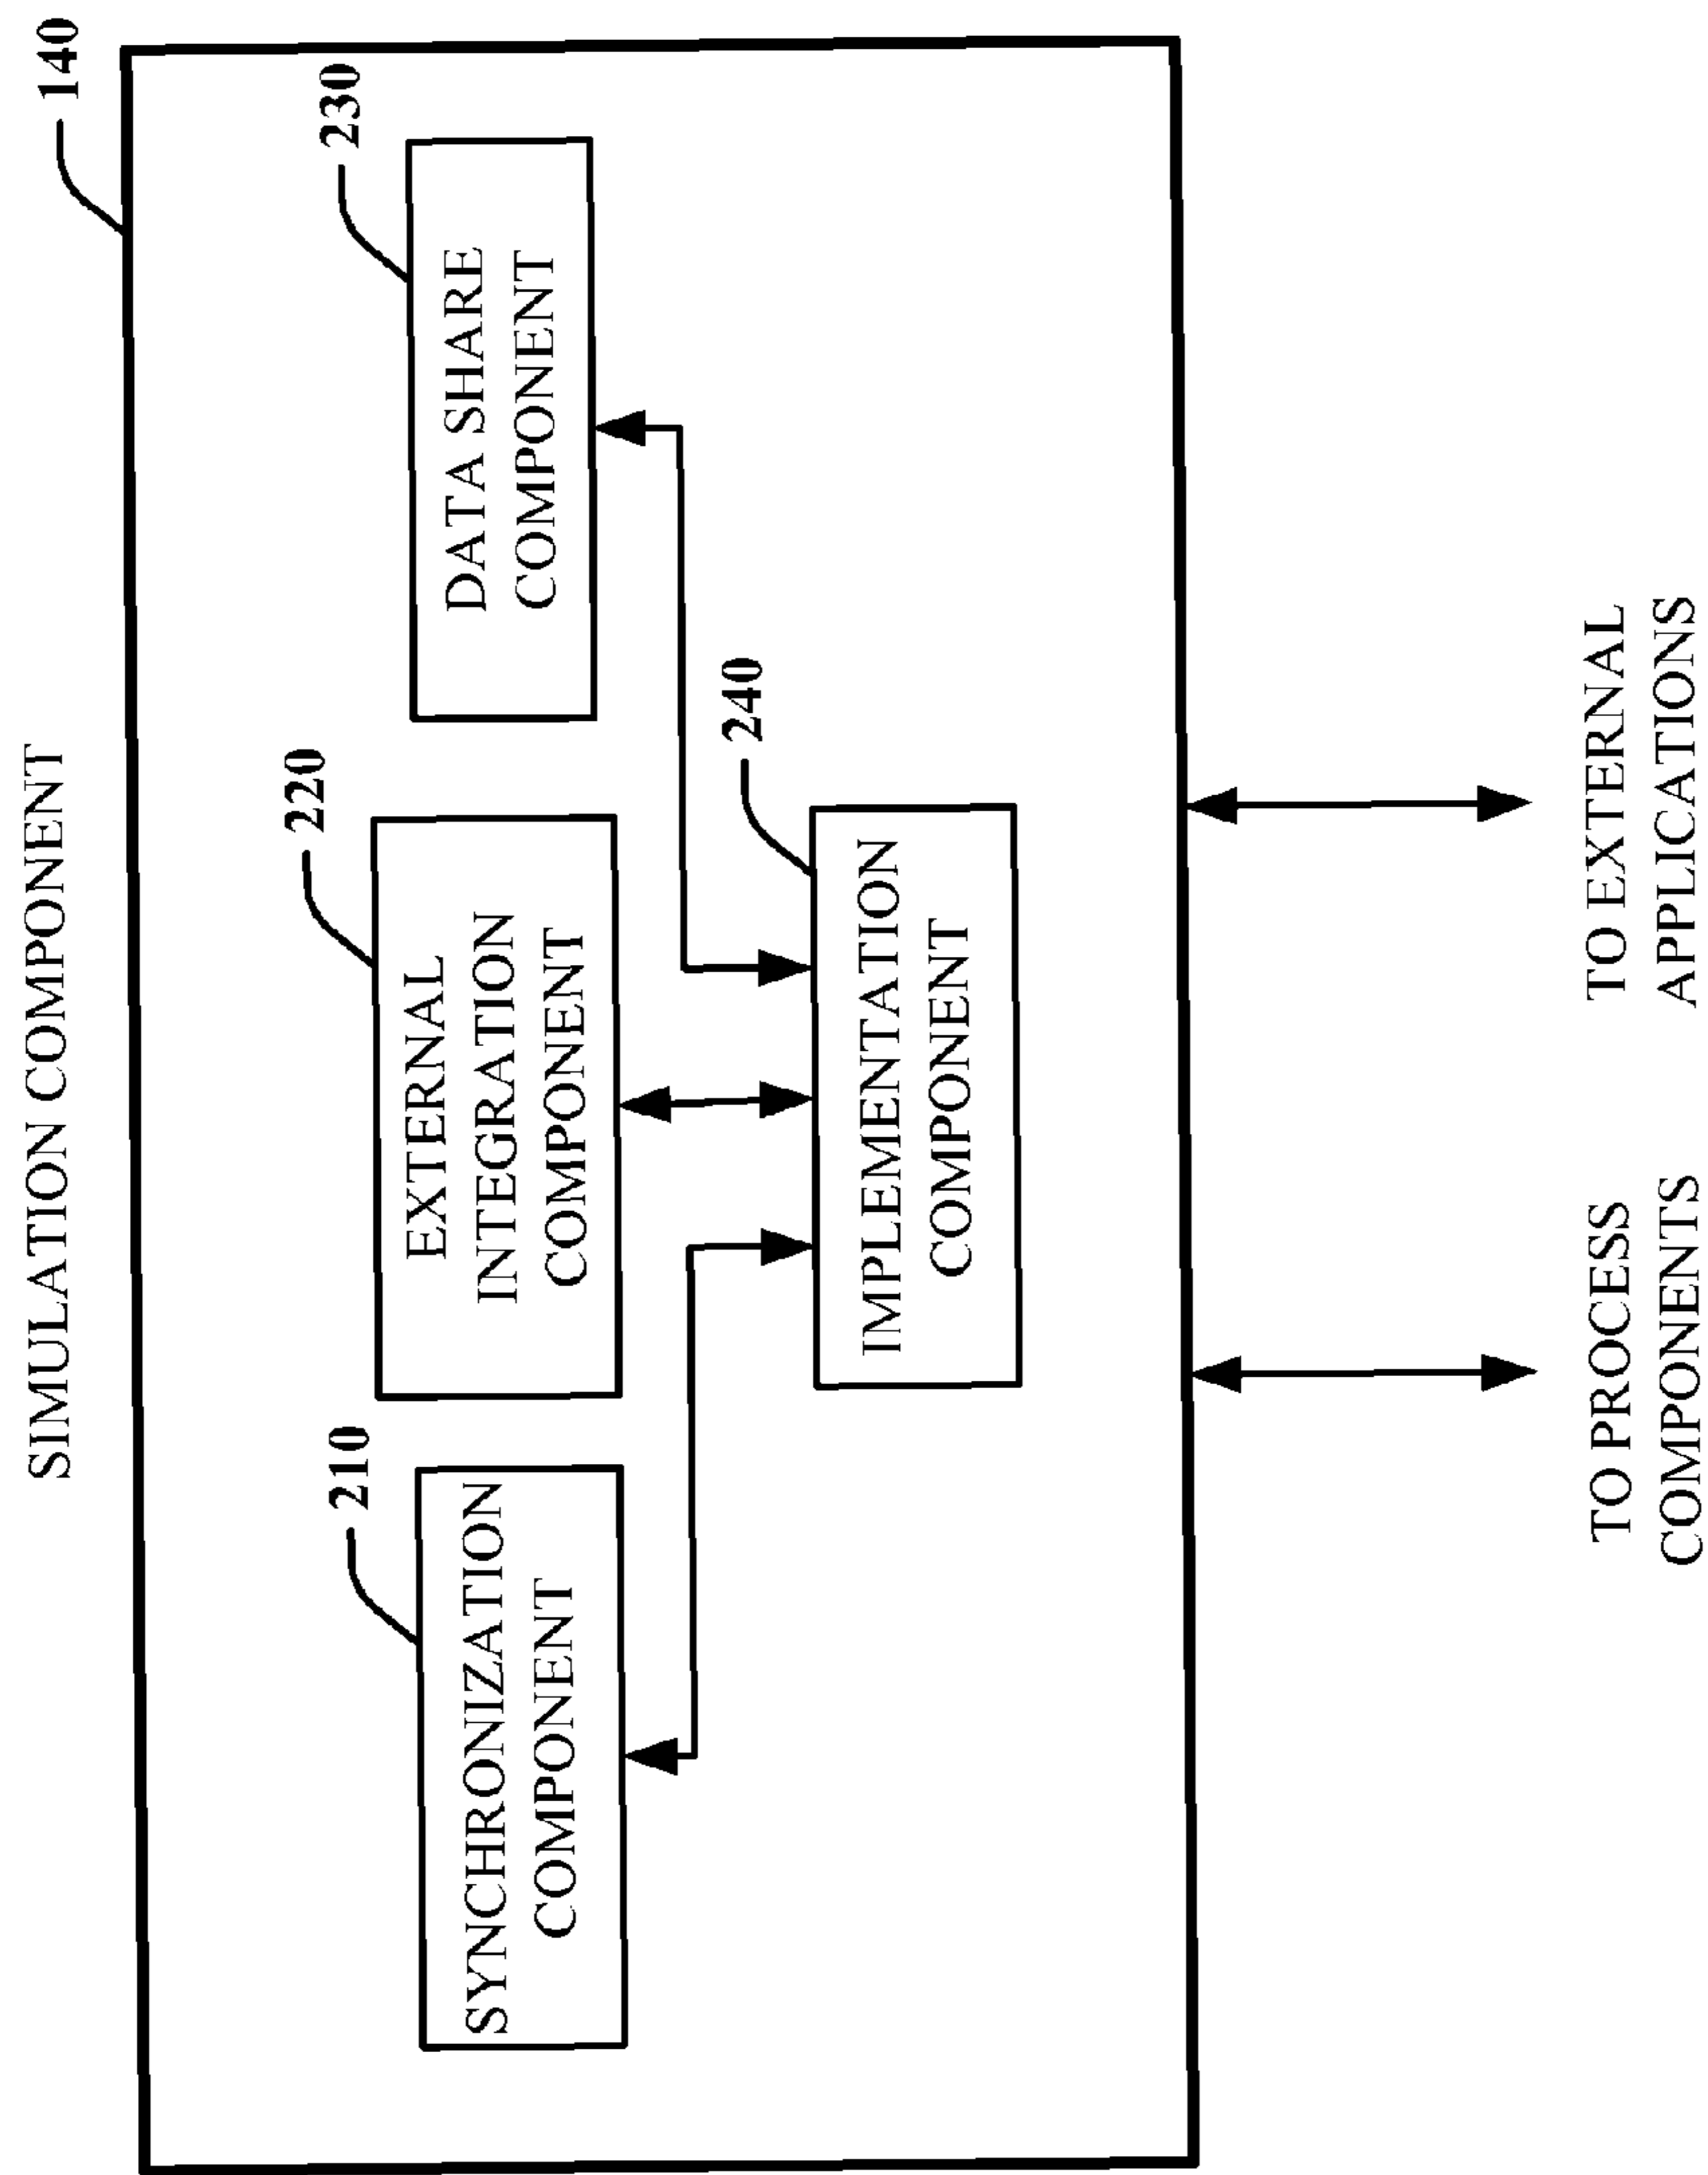 SIMULATION COMPONENT
140
210
SYNCHRONIZATION
COMPONENT
220
EXTERNAL
INTEGRATION
COMPONENT
230
DATA SHARE
COMPONENT
240
IMPLEMENTATION
COMPONENT
TO PROCESS
COMPONENTS
TO EXTERNAL
APPLICATIONS